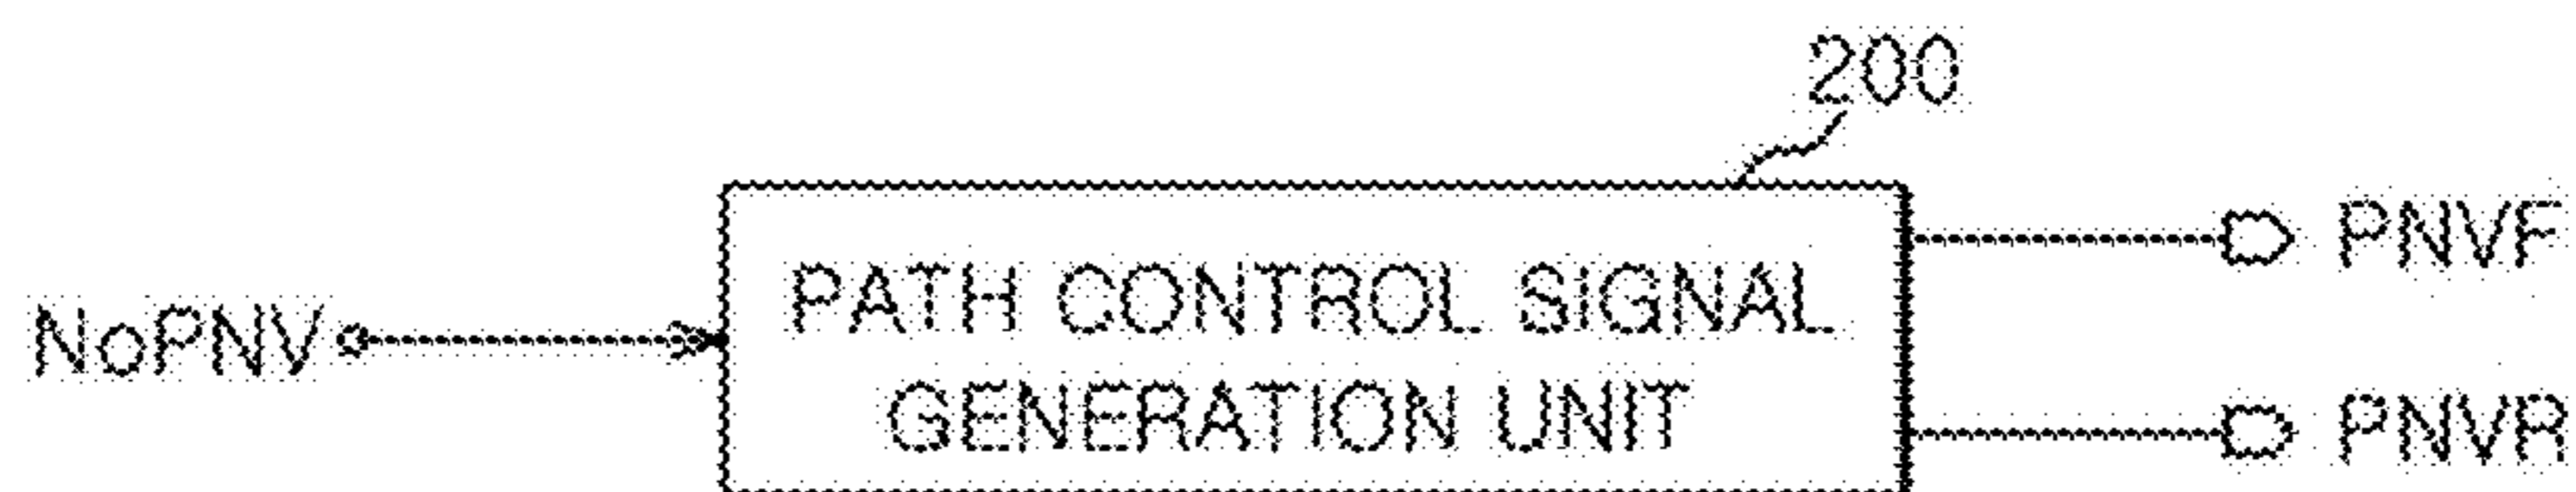 200
PNVF
PATH CONTROL SIGNAL
NoPNV
GENERATION UNIT
PNVR